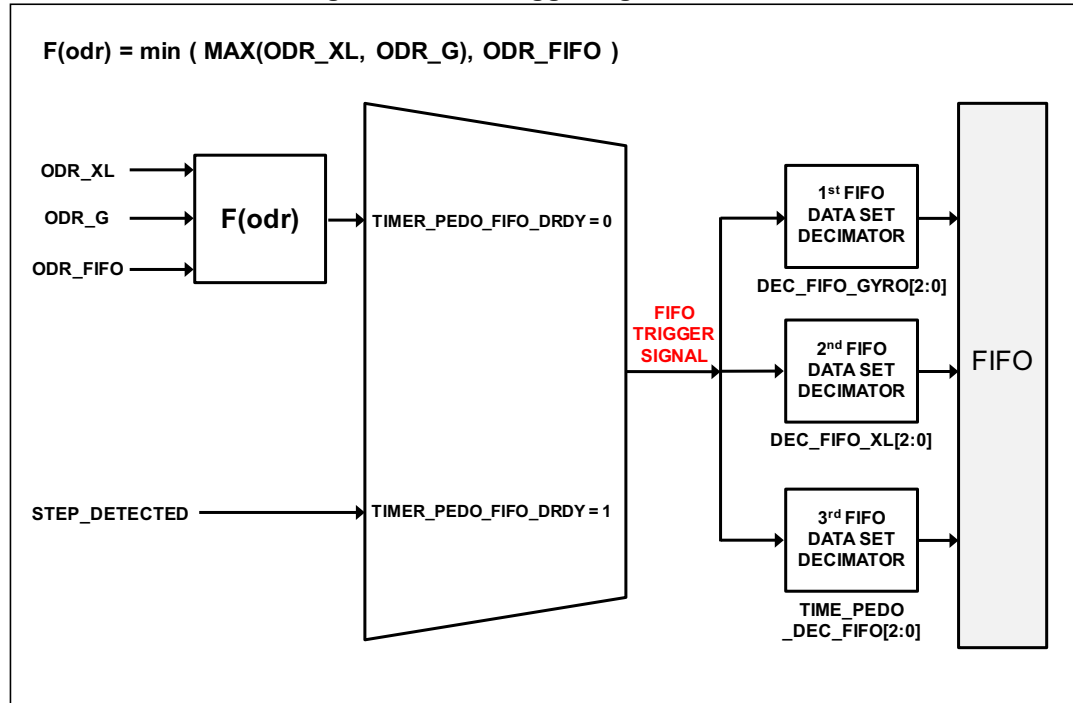 F(odr) = min ( MAX(ODR_XL, ODR_G), ODR_FIFO )
ODR_XL
ODR_G
ODR_FIFO
F(odr)
TIMER_PEDO_FIFO_DRDY = 0
STEP_DETECTED
TIMER_PEDO_FIFO_DRDY = 1
FIFO
TRIGGER
SIGNAL
1st FIFO
DATA SET
DECIMATOR
DEC_FIFO_GYRO[2:0]
2nd FIFO
DATA SET
DECIMATOR
DEC_FIFO_XL[2:0]
3rd FIFO
DATA SET
DECIMATOR
TIME_PEDO
_DEC_FIFO[2:0]
FIFO